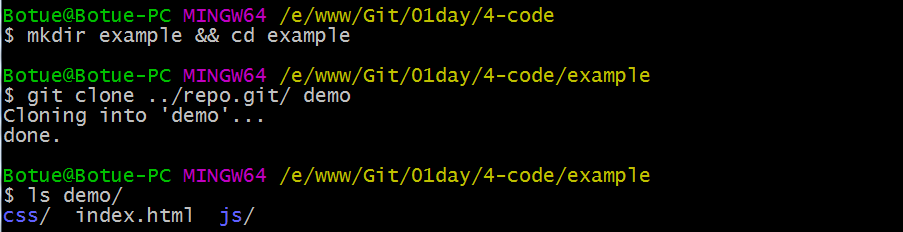 Botue@Botue-PC MINGW64 /e/www/Git/01day/4-code
$ mkdir example && cd example
Botue@Botue-PC MINGW64 /e/www/Git/01day/4-code/example
$ git clone ../repo.git/ demo
Cloning into 'demo'...
done.
Botue@Botue-PC MINGW64 /e/www/Git/01day/4-code/example
$ ls demo/
css/  index.html  js/